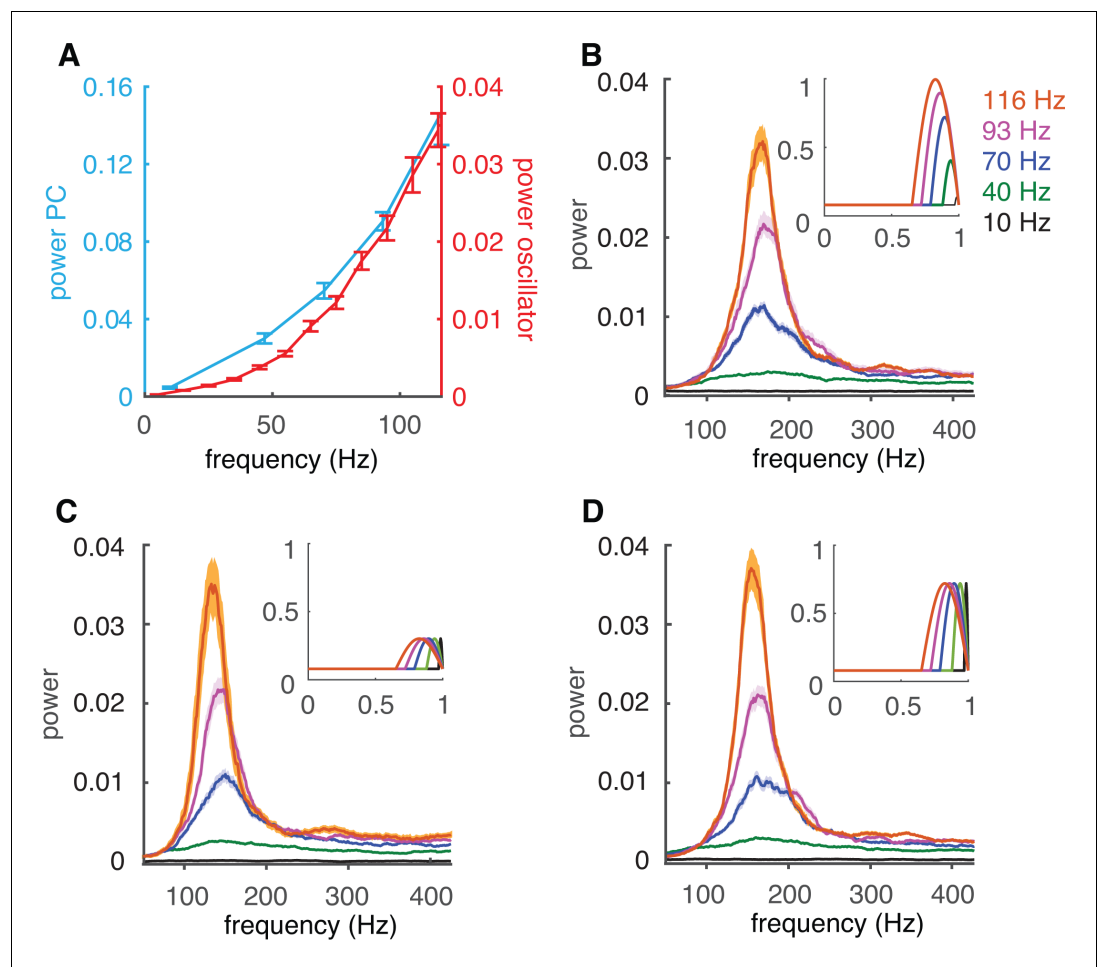 A
power PC
0.16
0.12
0.08
0.04
0
0.04
0.03
0.02
0.01
0
power oscillator
0 50 100
frequency (Hz)
B
power
0.04
0.03
0.02
0.01
0
1
0.5
0
0 0.5 1
116 Hz
93 Hz
70 Hz
40 Hz
10 Hz
100 200 300 400
frequency (Hz)
C
power
0.04
0.03
0.02
0.01
0
1
0.5
0
0 0.5 1
100 200 300 400
frequency (Hz)
D
power
0.04
0.03
0.02
0.01
0
1
0.5
0
0 0.5 1
100 200 300 400
frequency (Hz)